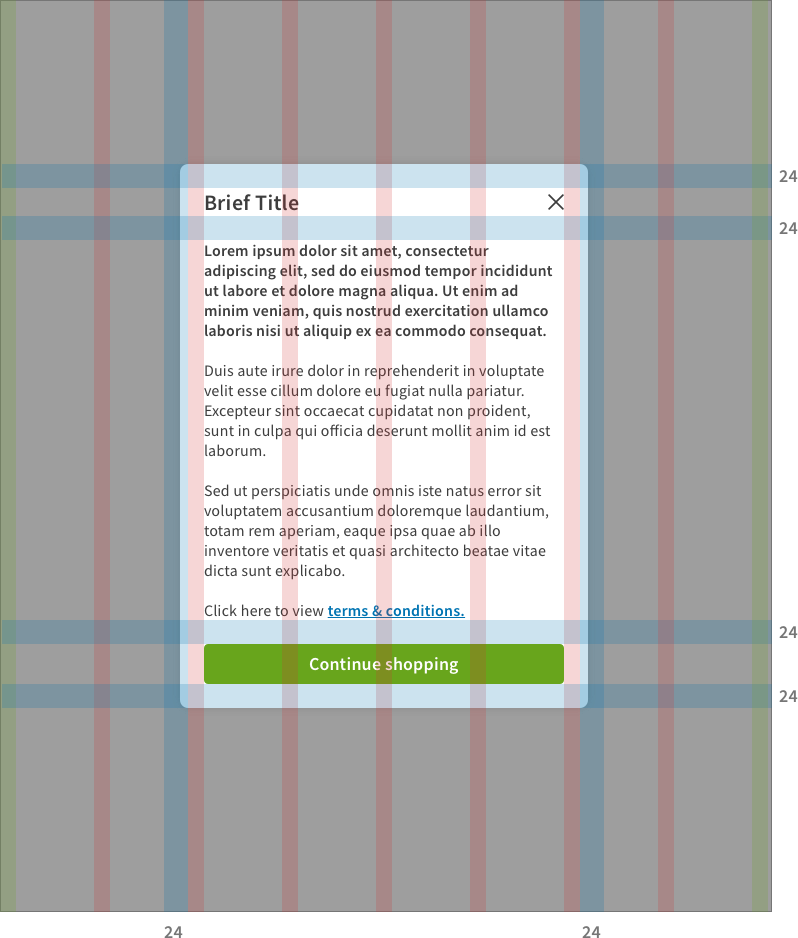 24
Brief Title
24
Lorem ipsum dolor sit amet, consectetur
adipiscing elit, sed do eiusmod tempor incididunt
ut labore et dolore magna aliqua. Ut enim ad
minim veniam, quis nostrud exercitation ullamco
laboris nisi ut aliquip ex ea commodo consequat.
Duis aute irure dolor in reprehenderit in voluptate
velit esse cillum dolore eu fugiat nulla pariatur.
Excepteur sint occaecat cupidatat non proident,
sunt in culpa qui officia deserunt mollit anim id est
laborum.
Sed ut perspiciatis unde omnis iste natus error sit
voluptatem accusantium doloremque laudantium,
totam rem aperiam, eaque ipsa quae ab illo
inventore veritatis et quasi architecto beatae vitae
dicta sunt explicabo.
Click here to view terms & conditions.
24
Continue shopping
24
24 24